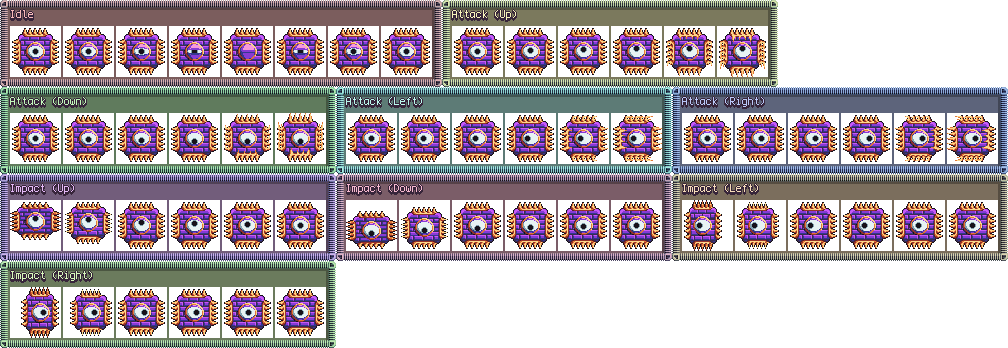 Idle
Attack (Up)
Attack (Down)
Attack (Left)
Attack (Right)
Impact (Up)
Impact (Down)
Impact (Left)
Impact (Right)